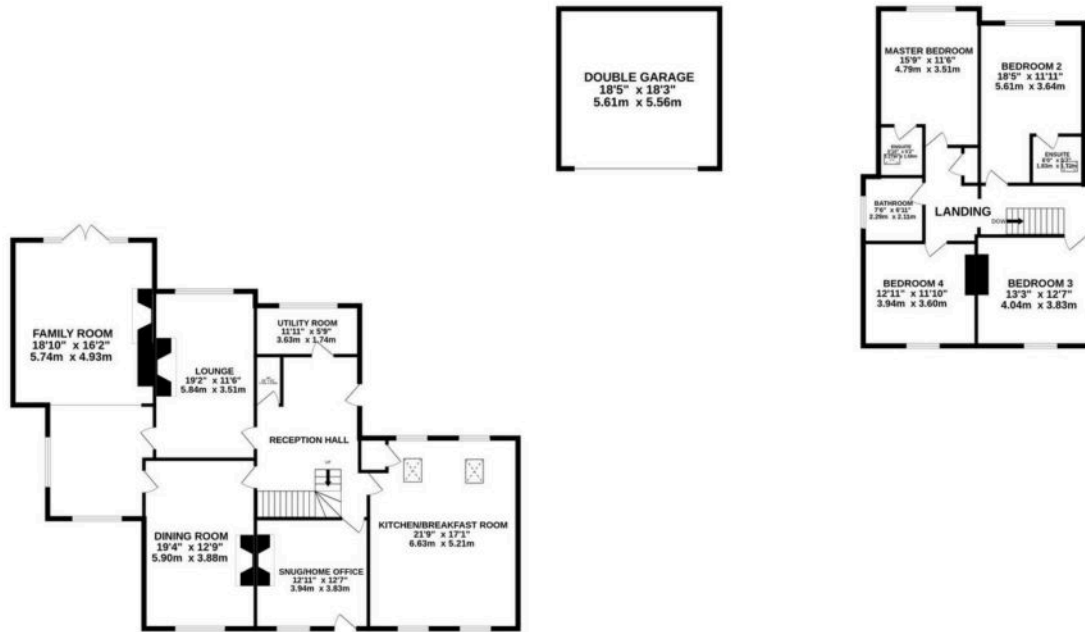 DOUBLE GARAGE
18'5" x 18'3"
5.61m x 5.56m
MASTER BEDROOM
15'9" x 11'6"
4.79m x 3.51m
BEDROOM 2
18'5" x 11'11"
5.61m x 3.64m
ENSUITE
ENSUITE
BATHROOM
7'6" x 6'11"
2.29m x 2.11m
LANDING
DOWN
BEDROOM 4
12'11" x 11'10"
3.94m x 3.60m
BEDROOM 3
13'3" x 12'7"
4.04m x 3.83m
FAMILY ROOM
18'10" x 16'2"
5.74m x 4.93m
LOUNGE
19'2" x 11'6"
5.84m x 3.51m
UTILITY ROOM
11'11" x 5'9"
3.63m x 1.74m
RECEPTION HALL
UP
DINING ROOM
19'4" x 12'9"
5.90m x 3.88m
SNUG/HOME OFFICE
12'11" x 12'7"
3.94m x 3.83m
KITCHEN/BREAKFAST ROOM
21'9" x 17'1"
6.63m x 5.21m